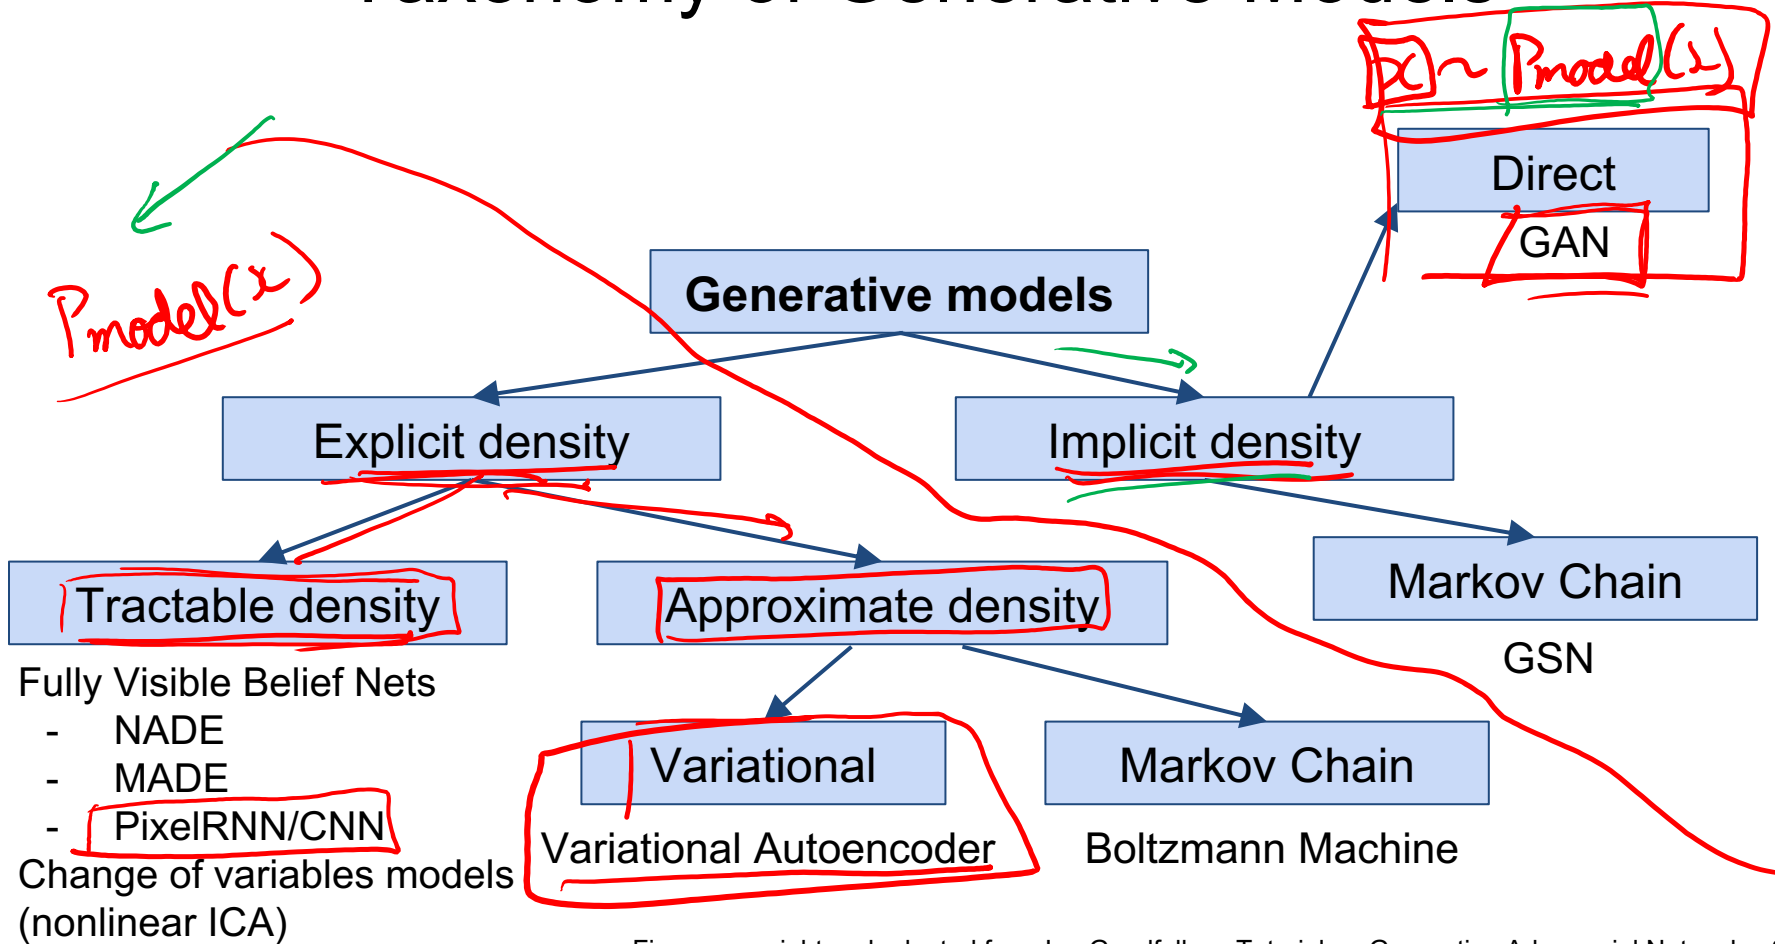 x ~ Pmodel(x)
Direct
GAN
Pmodel(x)
Generative models
Explicit density
Implicit density
Tractable density
Approximate density
Markov Chain
GSN
Fully Visible Belief Nets
- NADE
- MADE
- PixelRNN/CNN
Change of variables models
(nonlinear ICA)
Variational
Variational Autoencoder
Markov Chain
Boltzmann Machine